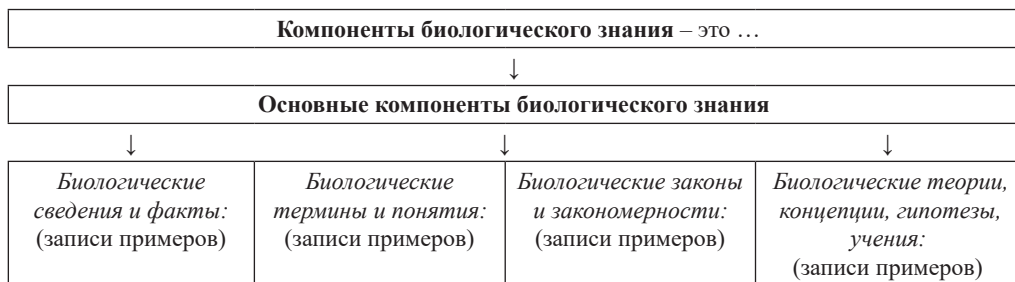 Компоненты биологического знания – это …
↓
Основные компоненты биологического знания
↓ ↓ ↓
Биологические
сведения и факты:
(записи примеров)
Биологические
термины и понятия:
(записи примеров)
Биологические законы
и закономерности:
(записи примеров)
Биологические теории,
концепции, гипотезы,
учения:
(записи примеров)